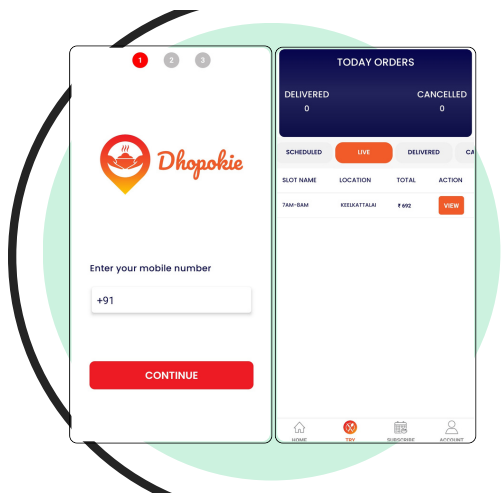 1 2 3
Dhopokie
Enter your mobile number
+91
CONTINUE
TODAY ORDERS
DELIVERED CANCELLED
0 0
SCHEDULED LIVE DELIVERED CA
SLOT NAME LOCATION TOTAL ACTION
7AM-8AM KEELKATTALAI ₹ 692 VIEW
HOME TRY SUBSCRIBE ACCOUNT